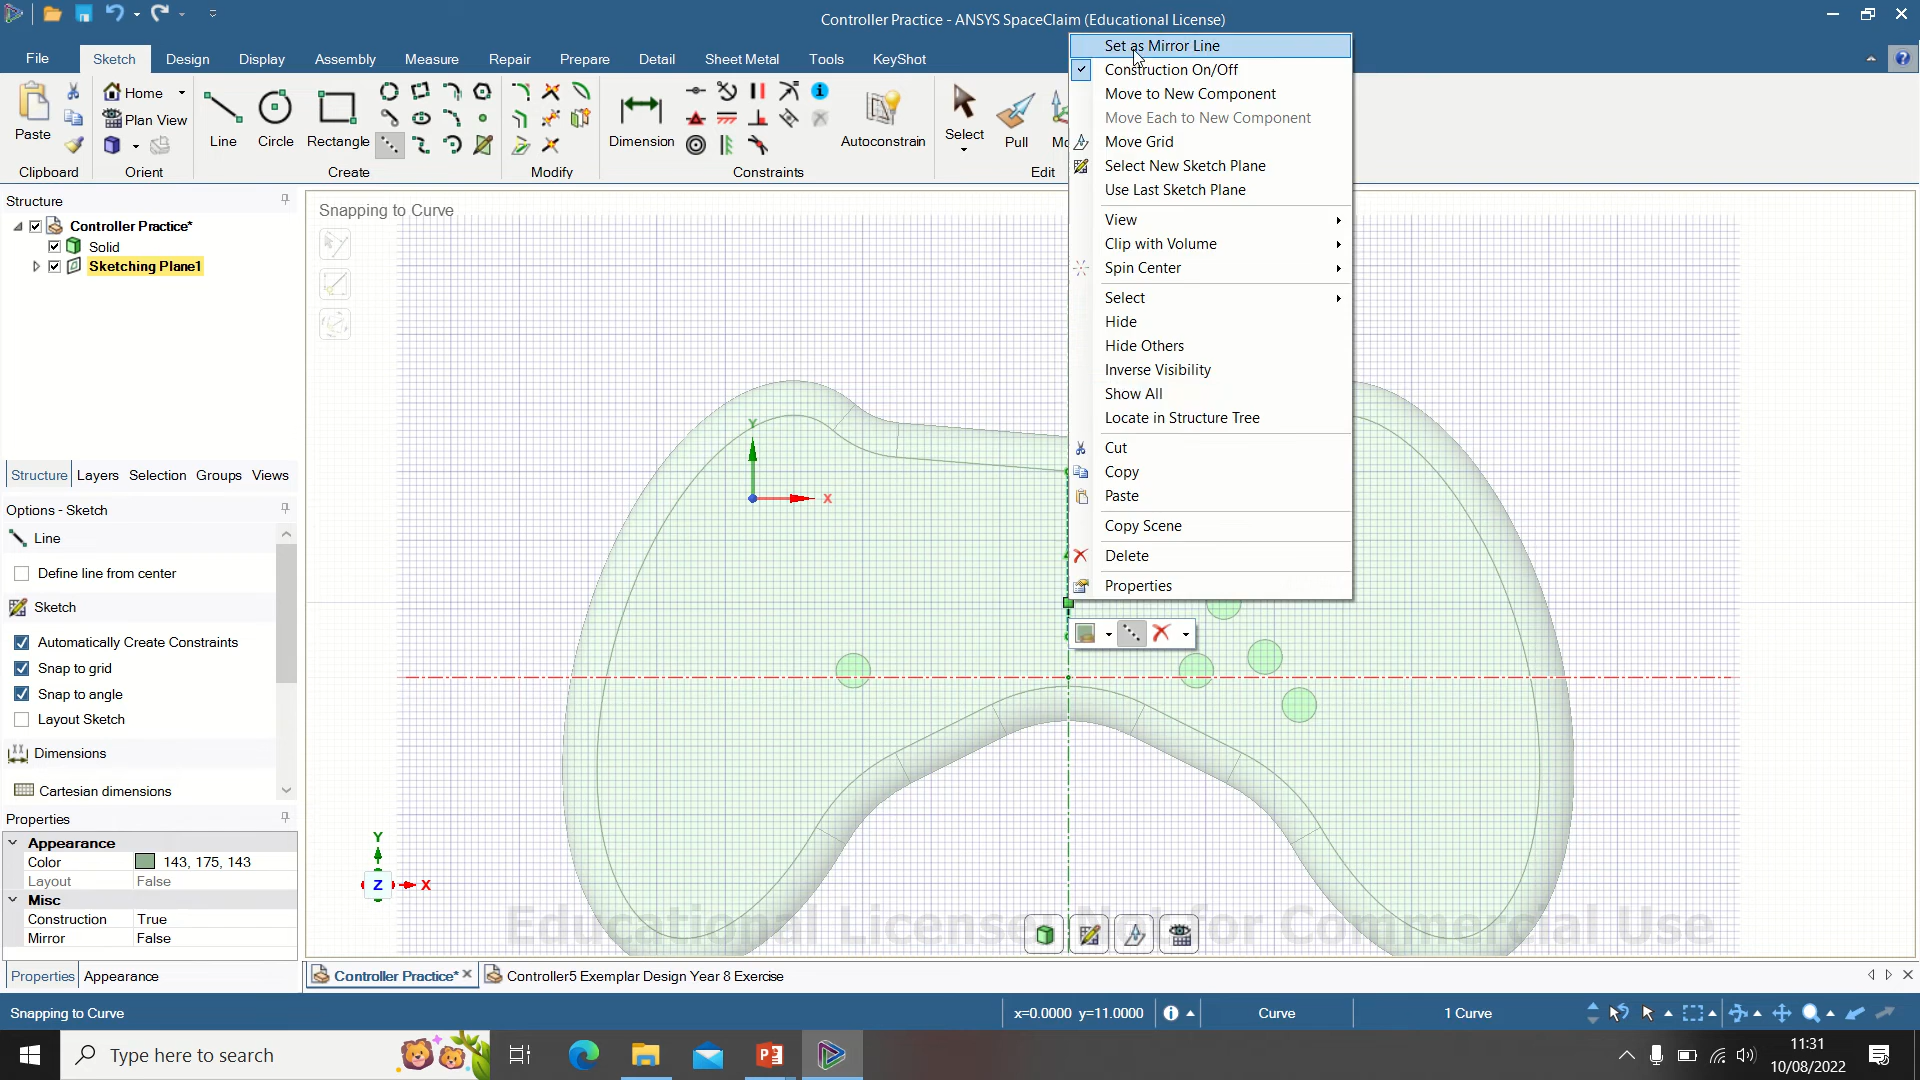 Controller Practice - ANSYS SpaceClaim (Educational License)
File Sketch Design Display Assembly Measure Repair Prepare Detail Sheet Metal Tools KeyShot
Paste
Home
Plan View
Line Circle Rectangle
Dimension
Autoconstrain
Select
Pull
Mo
Clipboard Orient Create Modify Constraints Edit
Set as Mirror Line
Construction On/Off
Move to New Component
Move Each to New Component
Move Grid
Select New Sketch Plane
Use Last Sketch Plane
View
Clip with Volume
Spin Center
Select
Hide
Hide Others
Inverse Visibility
Show All
Locate in Structure Tree
Cut
Copy
Paste
Copy Scene
Delete
Properties
Structure
Controller Practice*
Solid
Sketching Plane1
Structure Layers Selection Groups Views
Options - Sketch
Line
Define line from center
Sketch
Automatically Create Constraints
Snap to grid
Snap to angle
Layout Sketch
Dimensions
Cartesian dimensions
Properties
Appearance
Color 143, 175, 143
Layout False
Misc
Construction True
Mirror False
Properties Appearance
Snapping to Curve
Y
X
Y
Z
X
Educational License. Not for Commercial Use
Controller Practice* Controller5 Exemplar Design Year 8 Exercise
Snapping to Curve x=0.0000 y=11.0000 Curve 1 Curve
Type here to search
11:31
10/08/2022